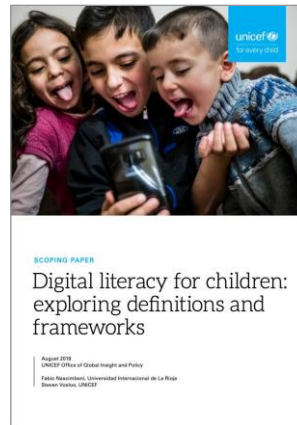 unicef
for every child
SCOPING PAPER
Digital literacy for children:
exploring definitions and
frameworks
August 2019
UNICEF Office of Global Insight and Policy
Fabio Nascimbeni, Universidad Internacional de La Rioja
Steven Vosloo, UNICEF